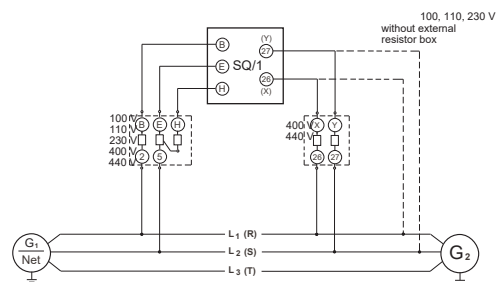 100, 110, 230 V
without external
resistor box
B
(Y)
27
E
SQ/1
26
H
(X)
100 V
110 V
230 V
400 V
440 V
B E H
2 5
400 V
440 V
X Y
26 27
L1 (R)
G1
Net
L2 (S)
G2
L3 (T)